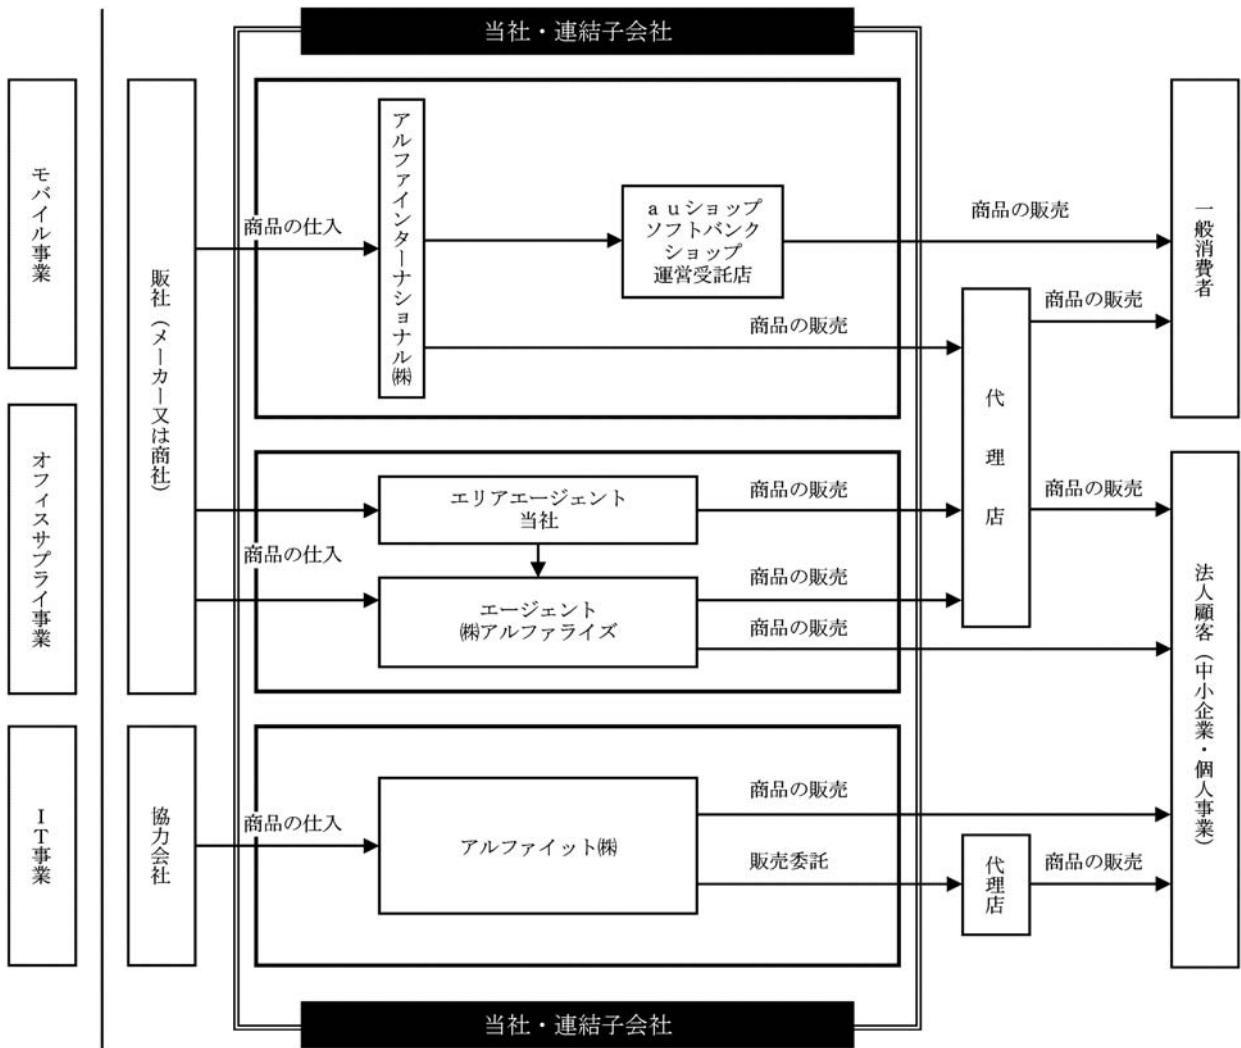 当社・連結子会社
モバイル事業
オフィスサプライ事業
IT事業
販社(メーカー又は商社)
協力会社
商品の仕入
アルファインターナショナル㈱
auショップ
ソフトバンク
ショップ
運営受託店
商品の販売
商品の販売
代理店
商品の販売
一般消費者
エリアエージェント
当社
商品の販売
商品の販売
商品の仕入
エージェント
㈱アルファライズ
商品の販売
商品の販売
法人顧客(中小企業・個人事業)
商品の仕入
アルファイット㈱
商品の販売
販売委託
代理店
商品の販売
当社・連結子会社